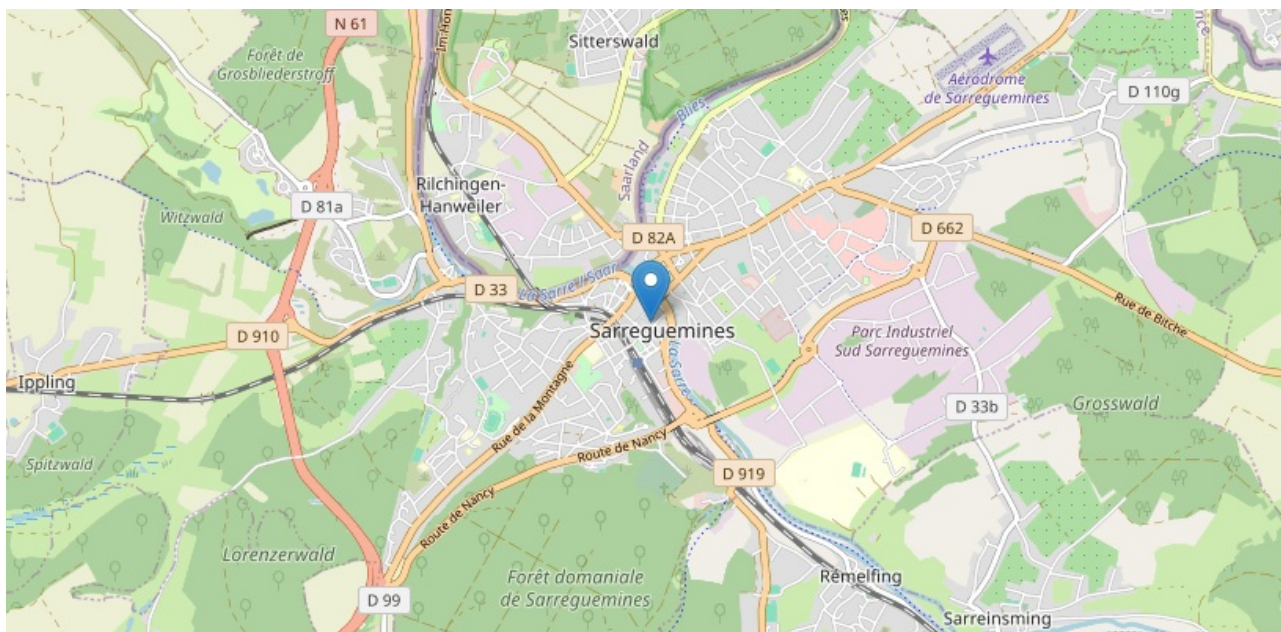 N 61
Im Hon
Sitterswald
Forêt de
Grosbliederstroff
Aérodrome
de Sarreguemines
D 110g
Blies
Saarland
Rilchingen-
Hanweiler
Witzwald
D 81a
D 82A
D 662
La Sarre / Saar
D 33
Rue de Bitche
D 910
Sarreguemines
Parc Industriel
Sud Sarreguemines
La Sarre
Ippling
Rue de la Montagne
D 33b
Grosswald
Route de Nancy
Spitzwald
D 919
Route de Nancy
Lorenzerwald
Forêt domaniale
de Sarreguemines
Rémelfing
D 99
Sarreinsming